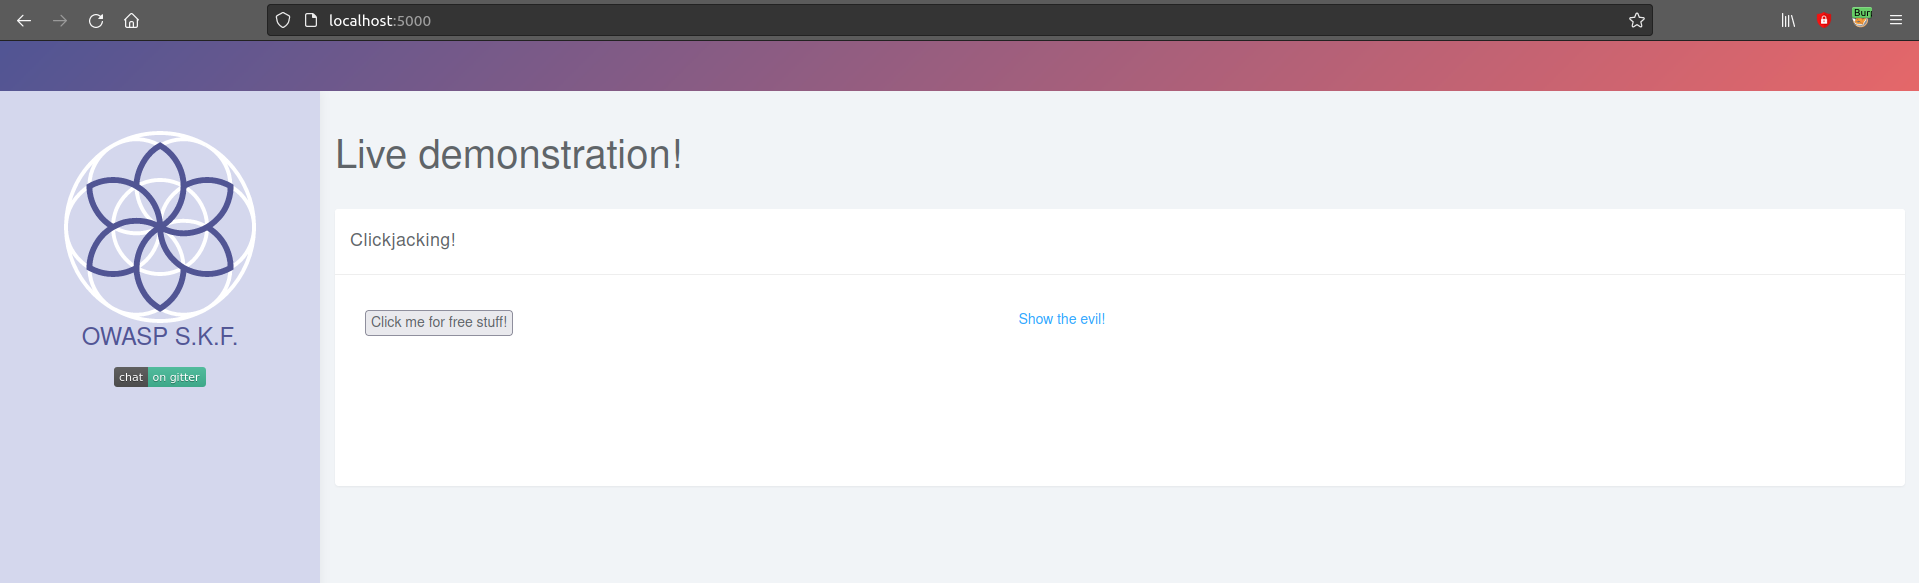 localhost:5000
Bur
Live demonstration!
Clickjacking!
Click me for free stuff!
Show the evil!
OWASP S.K.F.
chat on gitter